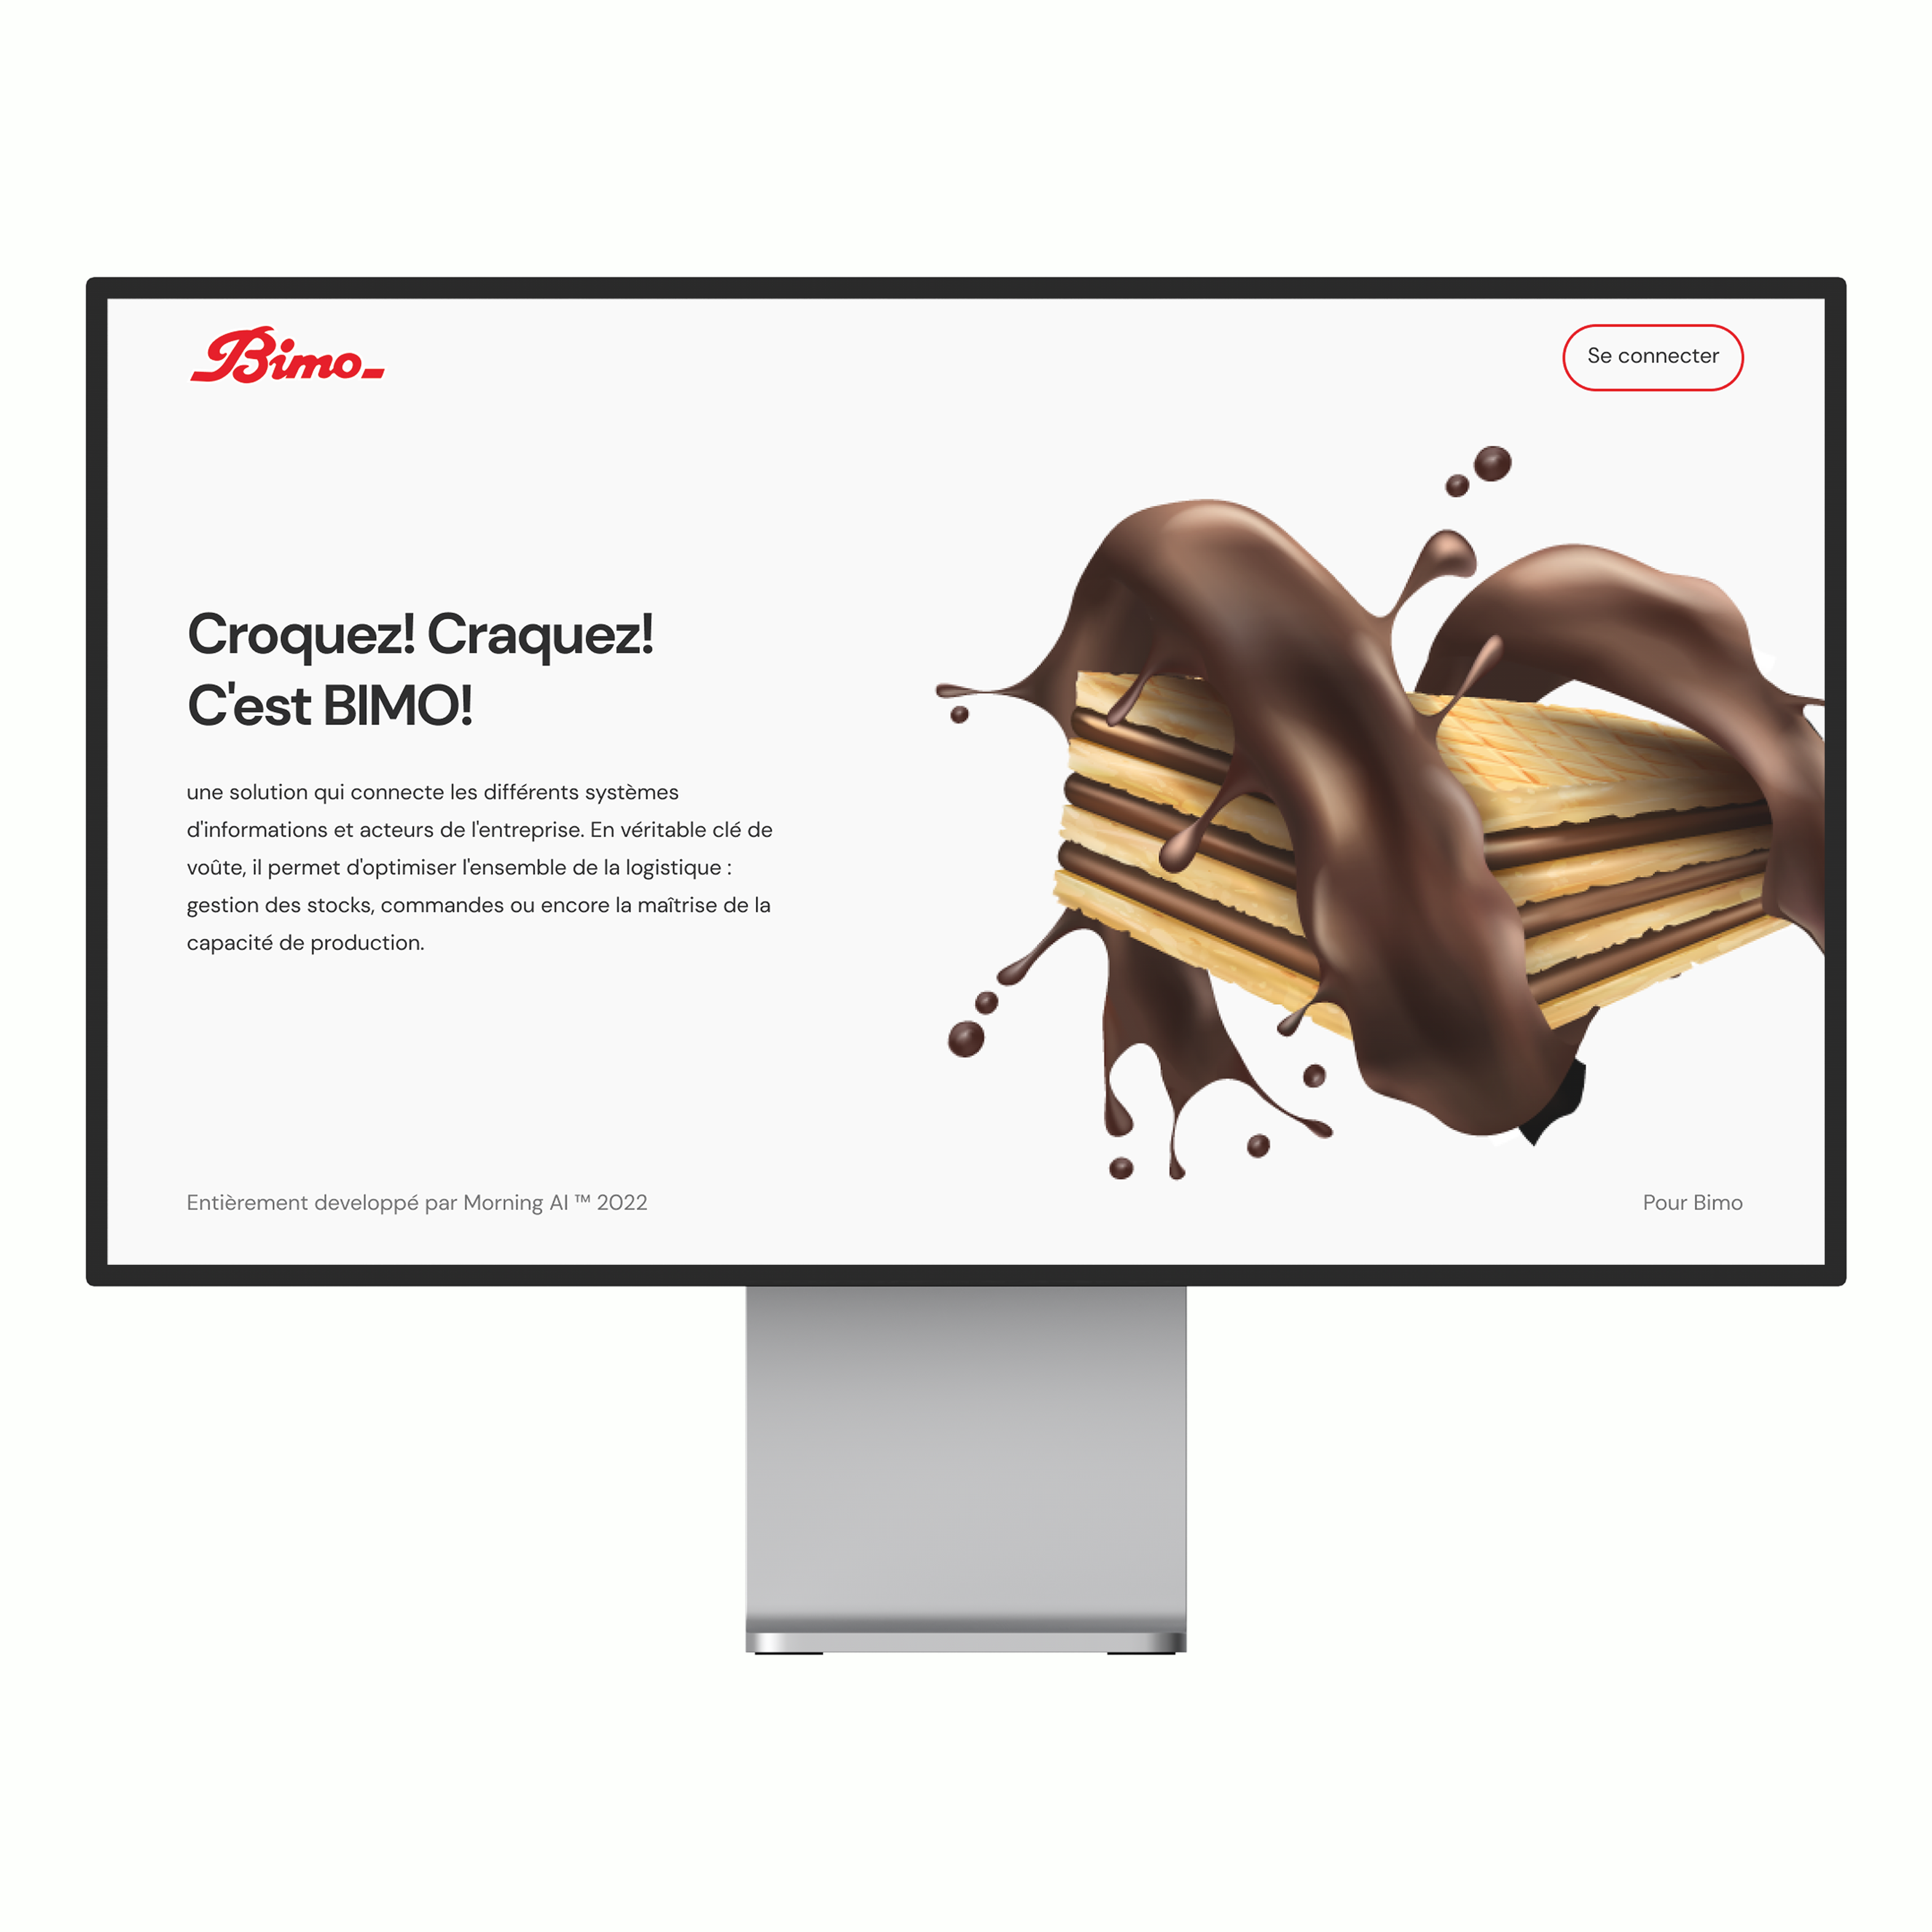 Bimo
Se connecter
Croquez! Craquez!
C'est BIMO!
une solution qui connecte les différents systèmes
d'informations et acteurs de l'entreprise. En véritable clé de
voûte, il permet d'optimiser l'ensemble de la logistique :
gestion des stocks, commandes ou encore la maîtrise de la
capacité de production.
Entièrement developpé par Morning AI ™ 2022
Pour Bimo